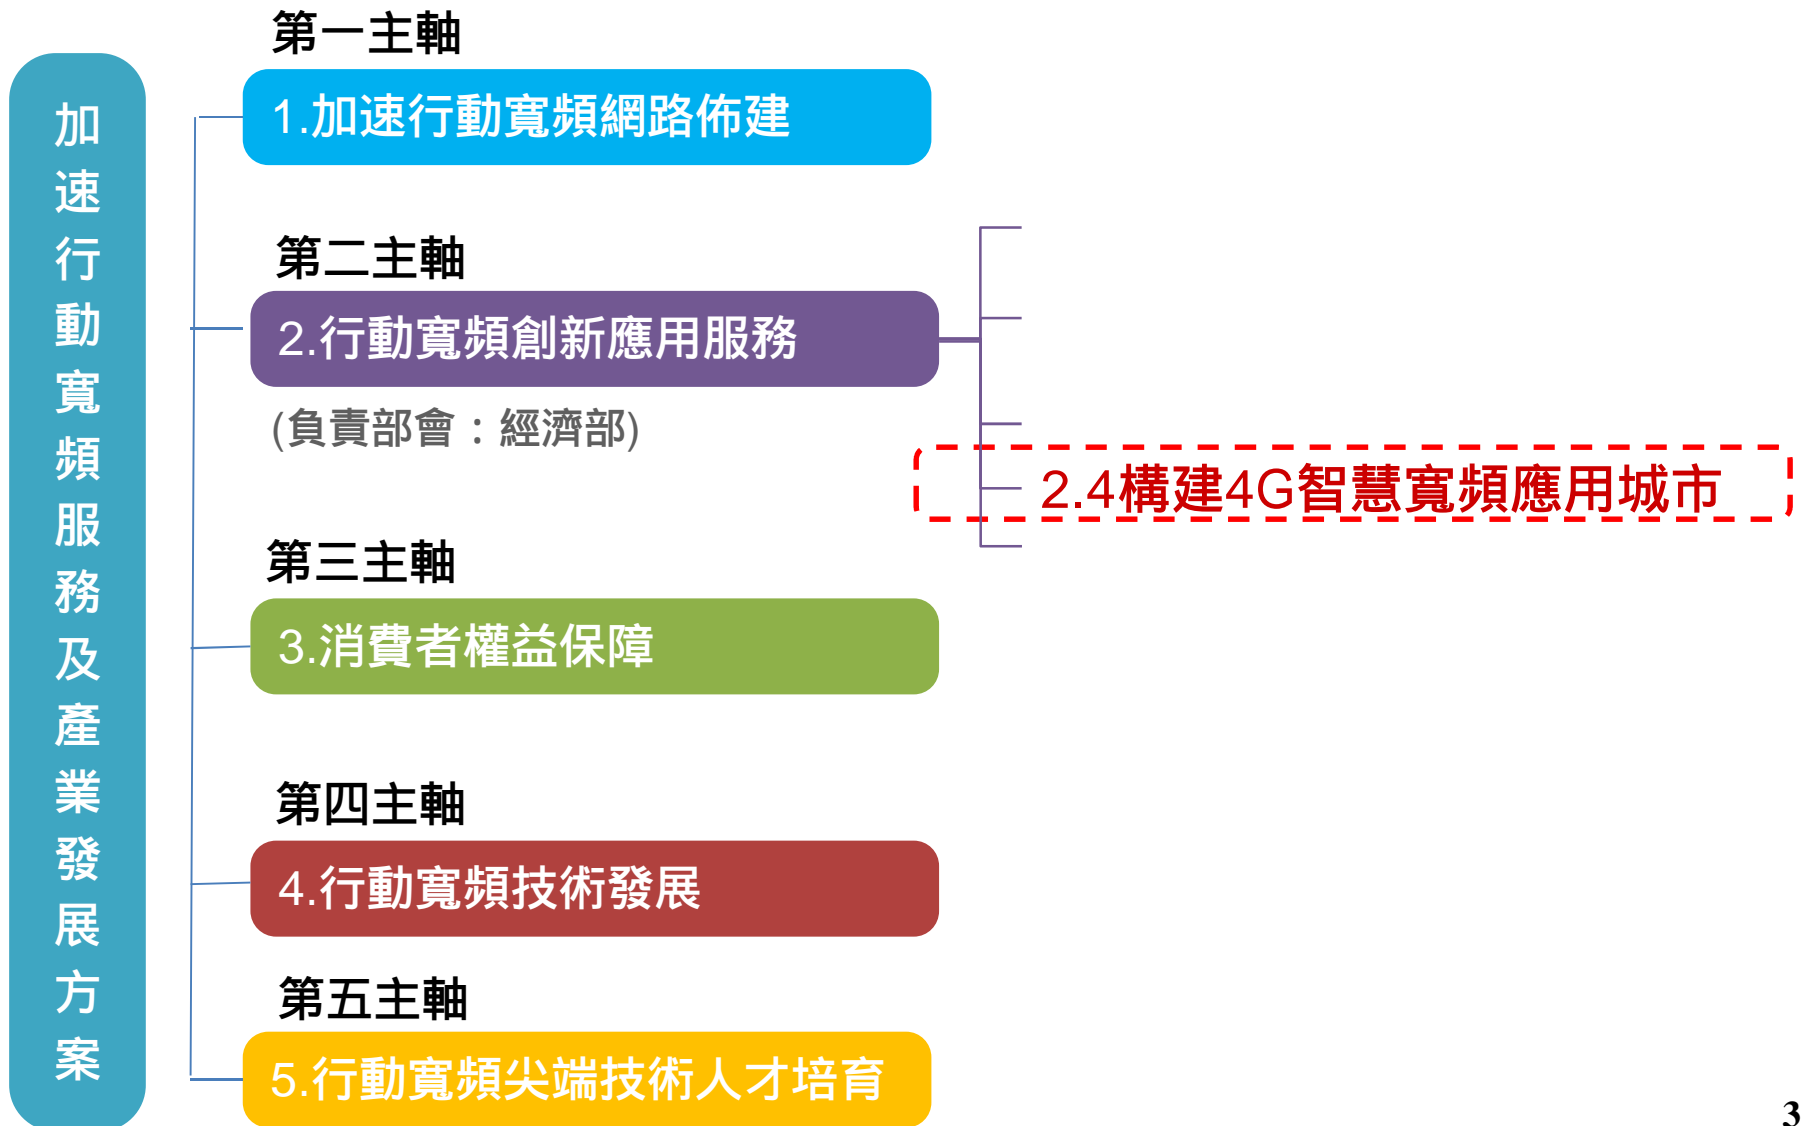 加速行動寬頻服務及產業發展方案
第一主軸
1.加速行動寬頻網路佈建
第二主軸
2.行動寬頻創新應用服務
(負責部會：經濟部)
2.4構建4G智慧寬頻應用城市
第三主軸
3.消費者權益保障
第四主軸
4.行動寬頻技術發展
第五主軸
5.行動寬頻尖端技術人才培育
3